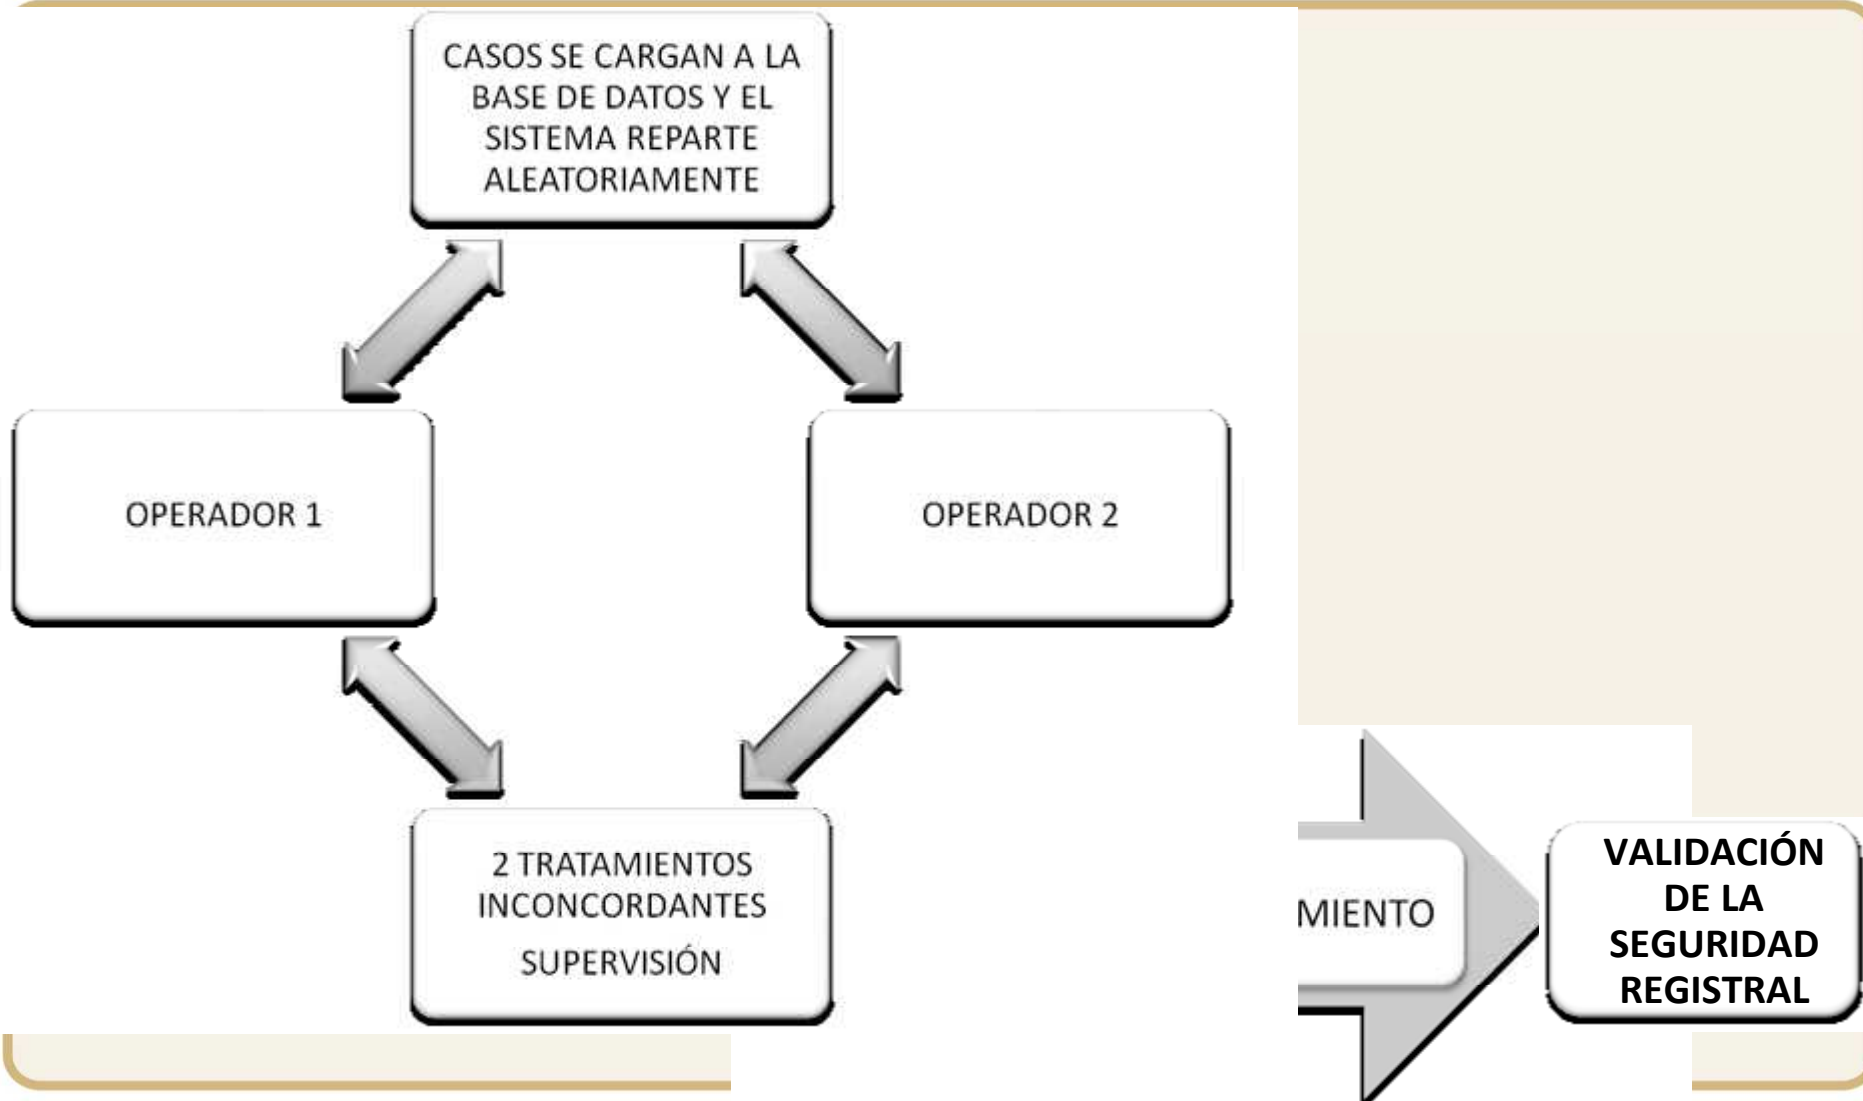 CASOS SE CARGAN A LA
BASE DE DATOS Y EL
SISTEMA REPARTE
ALEATORIAMENTE
OPERADOR 1
OPERADOR 2
2 TRATAMIENTOS
INCONCORDANTES
SUPERVISIÓN
MIENTO
VALIDACIÓN
DE LA
SEGURIDAD
REGISTRAL